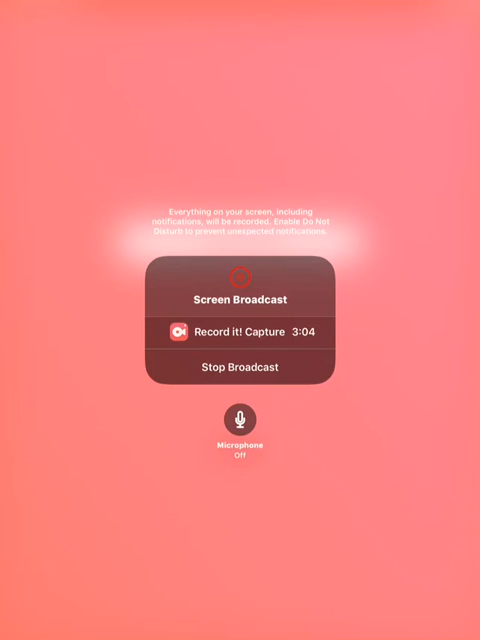 Everything on your screen, including
notifications, will be recorded. Enable Do Not
Disturb to prevent unexpected notifications.
Screen Broadcast
Record it! Capture 3:04
Stop Broadcast
Microphone
Off